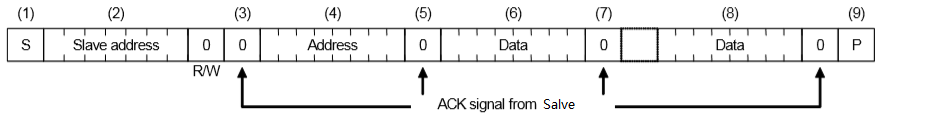 (1) (2) (3) (4) (5) (6) (7) (8) (9)
S Slave address 0 0 Address 0 Data 0 Data 0 P
R/W
ACK signal from Salve